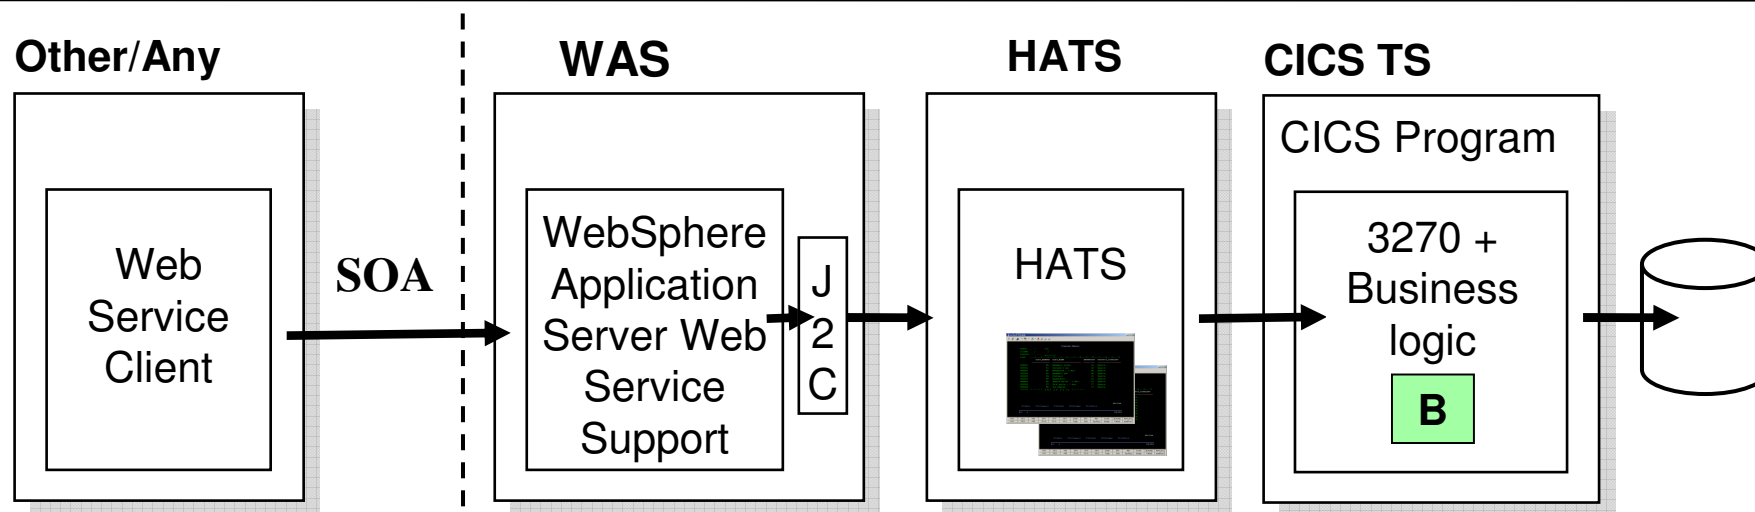 Other/Any
WAS
HATS
CICS TS
Web
Service
Client
SOA
WebSphere
Application
Server Web
Service
Support
J
2
C
HATS
CICS Program
3270 +
Business
logic
B